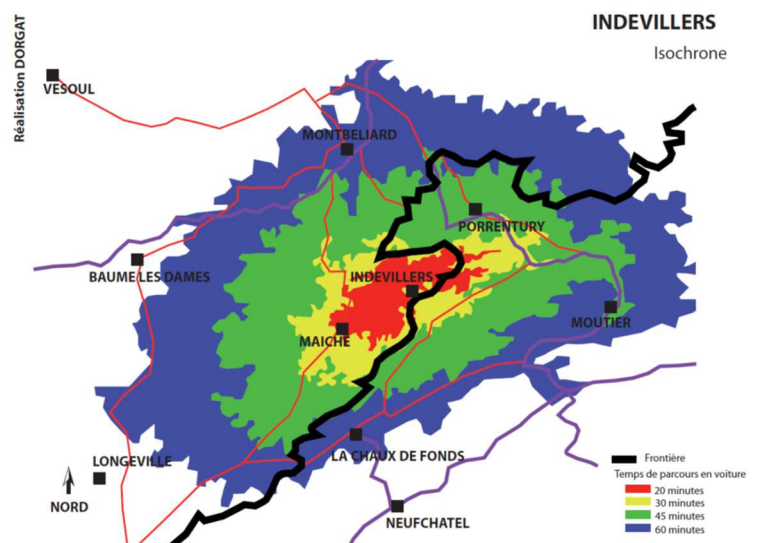 INDEVILLERS
Isochrone
Réalisation DORGAT
VESOUL
MONTBELIARD
PORRENTURY
BAUME LES DAMES
INDEVILLERS
MOUTIER
MAICHE
LA CHAUX DE FONDS
LONGEVILLE
NORD
NEUFCHATEL
Frontière
Temps de parcours en voiture
20 minutes
30 minutes
45 minutes
60 minutes